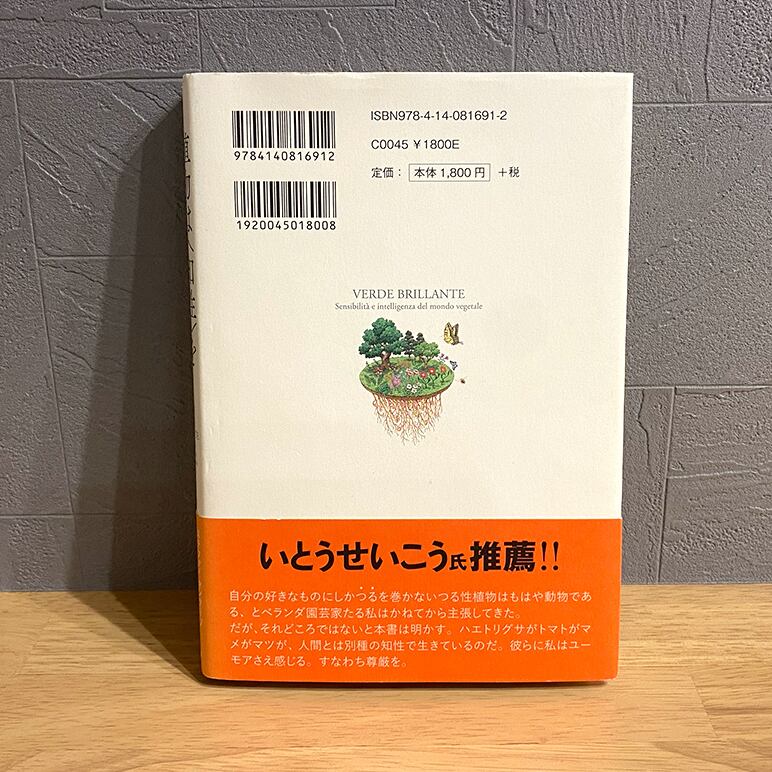 ISBN978-4-14-081691-2
9784140816912
C0045 ¥1800E
定価： 本体1,800円 ＋税
1920045018008
VERDE BRILLANTE
Sensibilità e intelligenza del mondo vegetale
いとうせいこう氏推薦!!
自分の好きなものにしかつるを巻かないつる性植物はもはや動物であ
る、とベランダ園芸家たる私はかねてから主張してきた。
だが、それどころではないと本書は明かす。ハエトリグサがトマトがマ
メがマツが、人間とは別種の知性で生きているのだ。彼らに私はユー
モアさえ感じる。すなわち尊厳を。